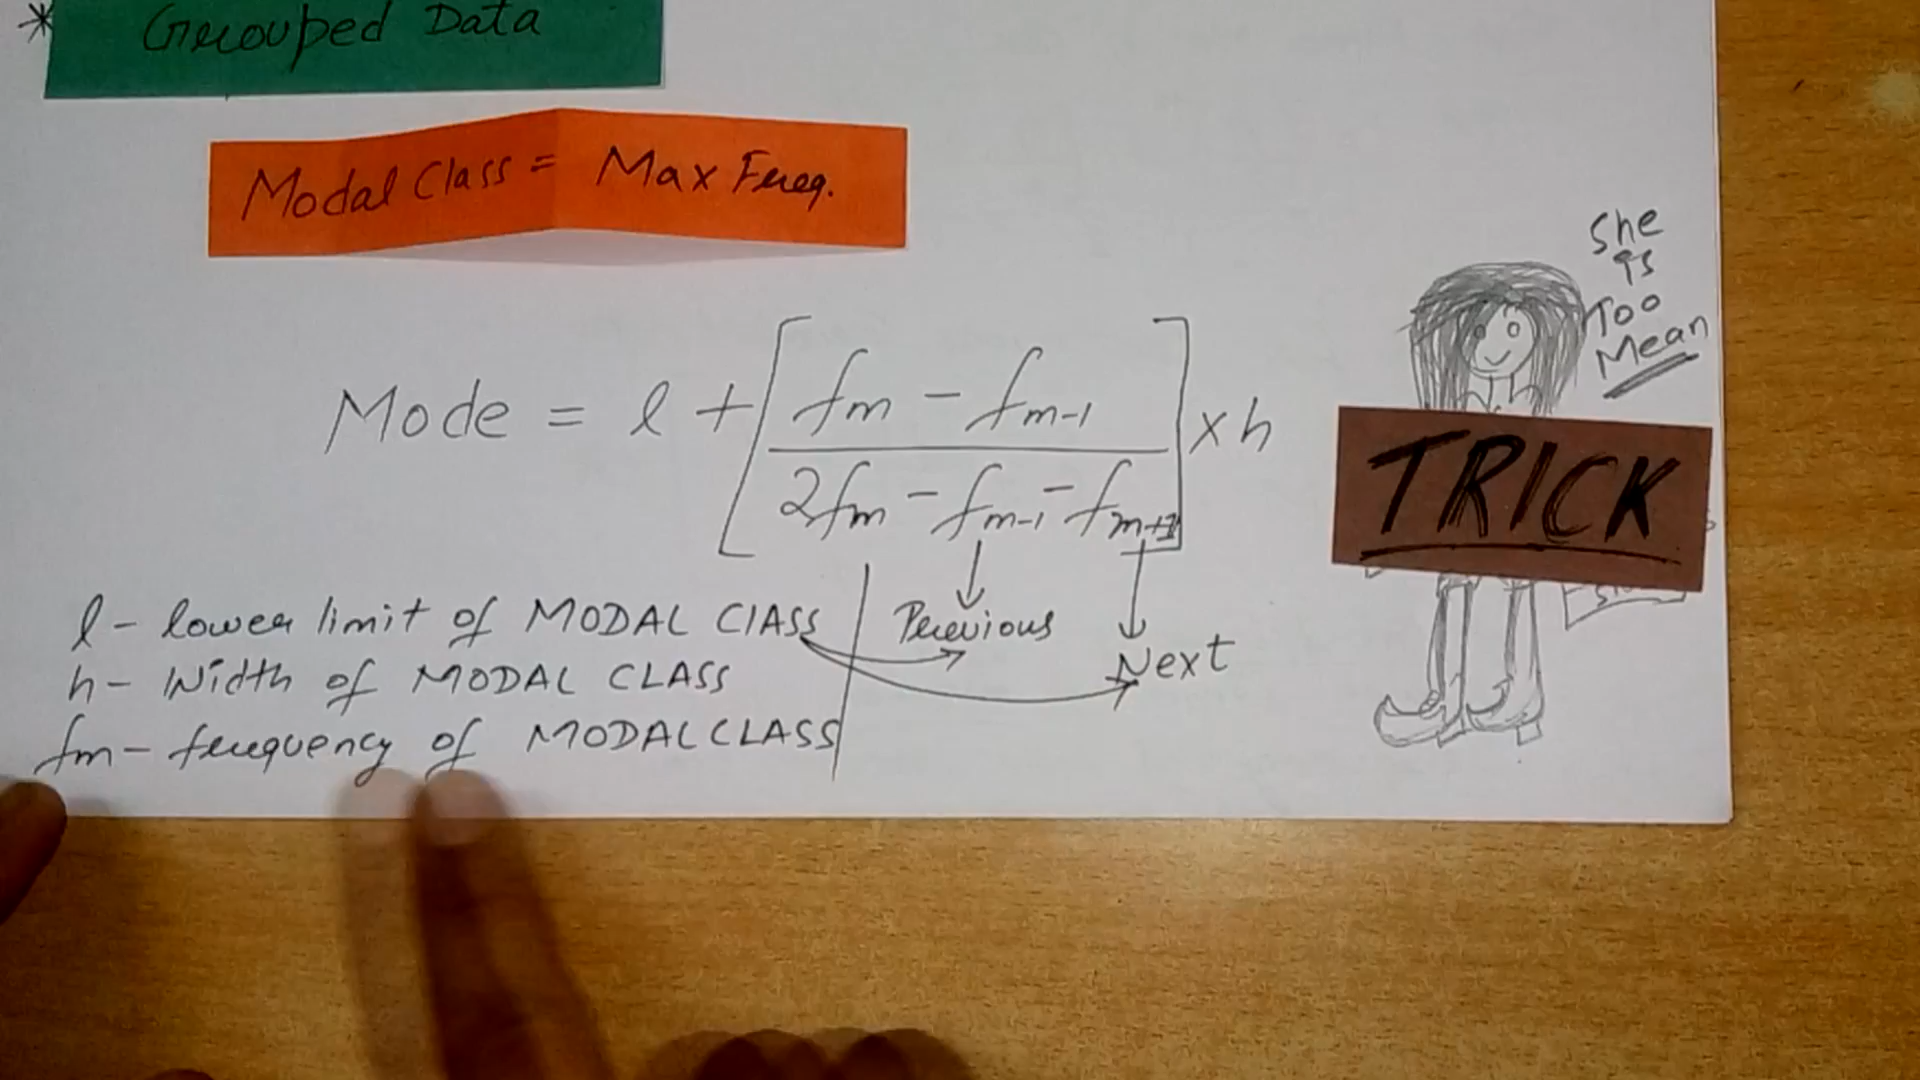 * Grouped Data
Modal Class = Max Freq.
She
is
Too
Mean
Mode = l + [ (fm - fm-1) / (2fm - fm-1 - fm+1) ] x h
TRICK
l - lower limit of MODAL ClASS
Previous
h - Width of MODAL CLASS
Next
fm - frequency of MODAL CLASS